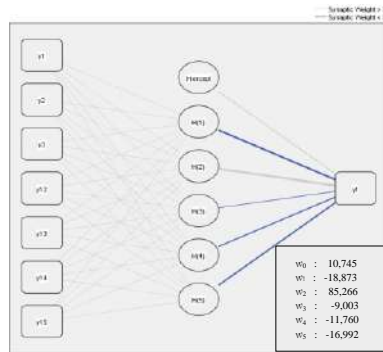 Synaptic Weight >
Synaptic Weight <
y1
y2
y3
y12
y13
y14
y15
Intercept
H(1)
H(2)
H(3)
H(4)
H(5)
yt
w₀ : 10,745
w₁ : -18,873
w₂ : 85,266
w₃ : -9,003
w₄ : -11,760
w₅ : -16,992